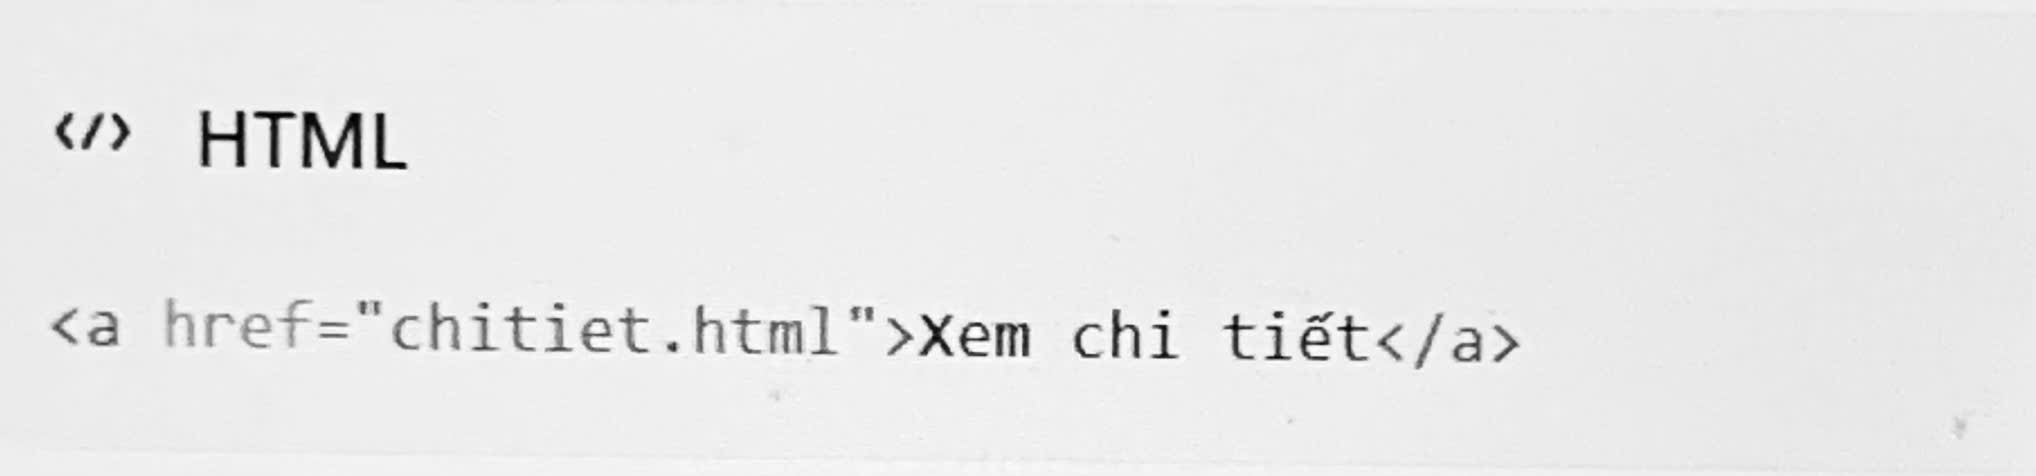 </> HTML
<a href="chitiet.html">Xem chi tiết</a>